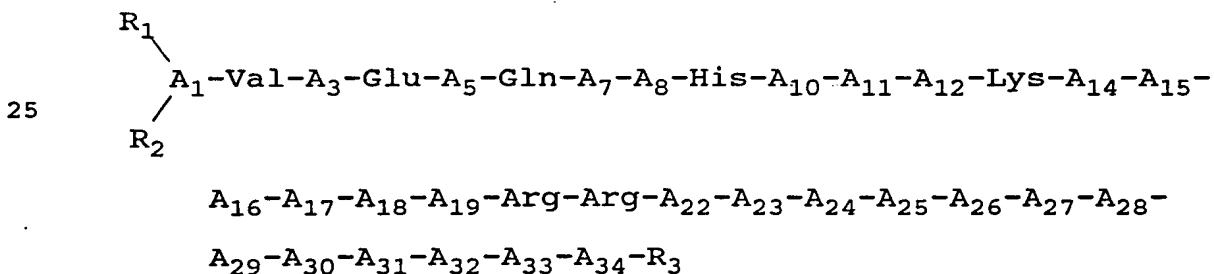 R₁
A₁-Val-A₃-Glu-A₅-Gln-A₇-A₈-His-A₁₀-A₁₁-A₁₂-Lys-A₁₄-A₁₅-
25
R₂
A₁₆-A₁₇-A₁₈-A₁₉-Arg-Arg-A₂₂-A₂₃-A₂₄-A₂₅-A₂₆-A₂₇-A₂₈-
A₂₉-A₃₀-A₃₁-A₃₂-A₃₃-A₃₄-R₃